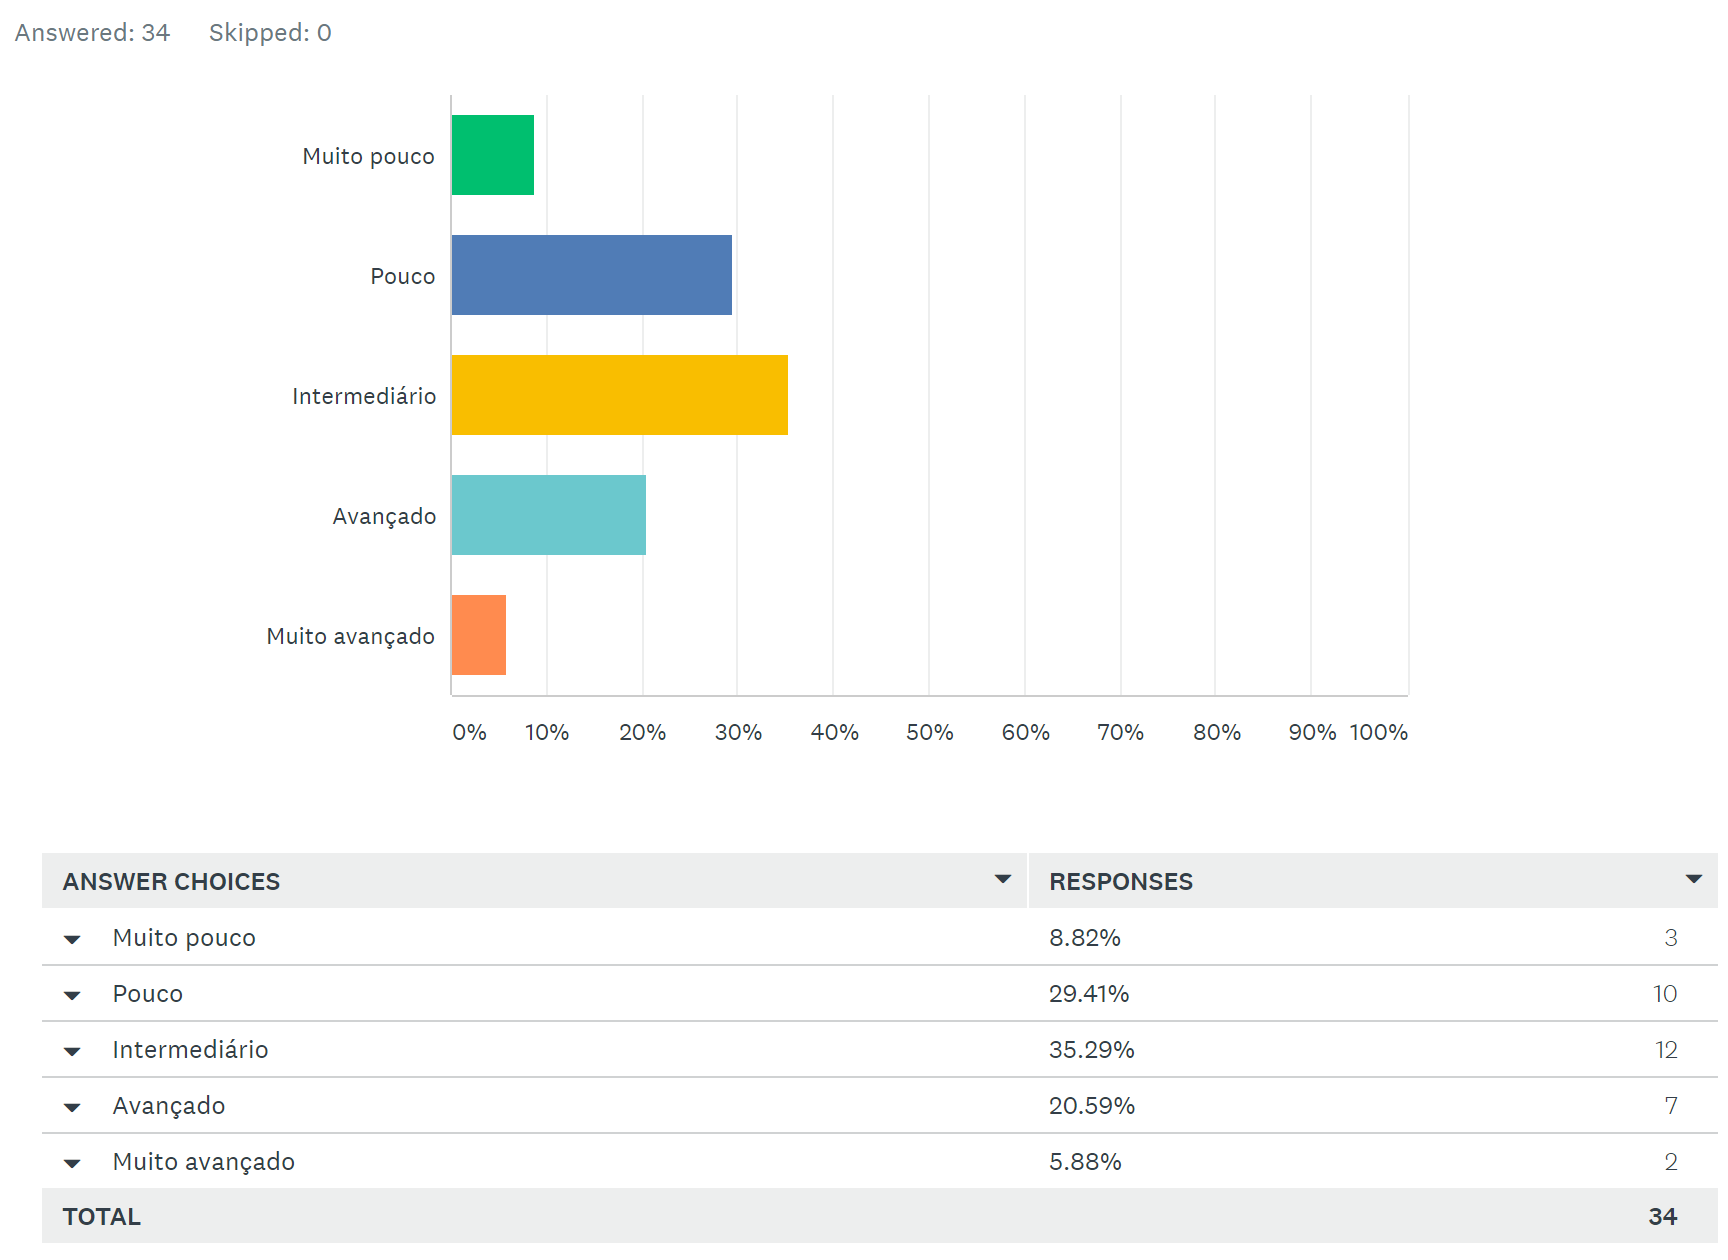 Answered: 34 Skipped: 0
Muito pouco
Pouco
Intermediário
Avançado
Muito avançado
0% 10% 20% 30% 40% 50% 60% 70% 80% 90% 100%
ANSWER CHOICES RESPONSES
Muito pouco 8.82% 3
Pouco 29.41% 10
Intermediário 35.29% 12
Avançado 20.59% 7
Muito avançado 5.88% 2
TOTAL 34